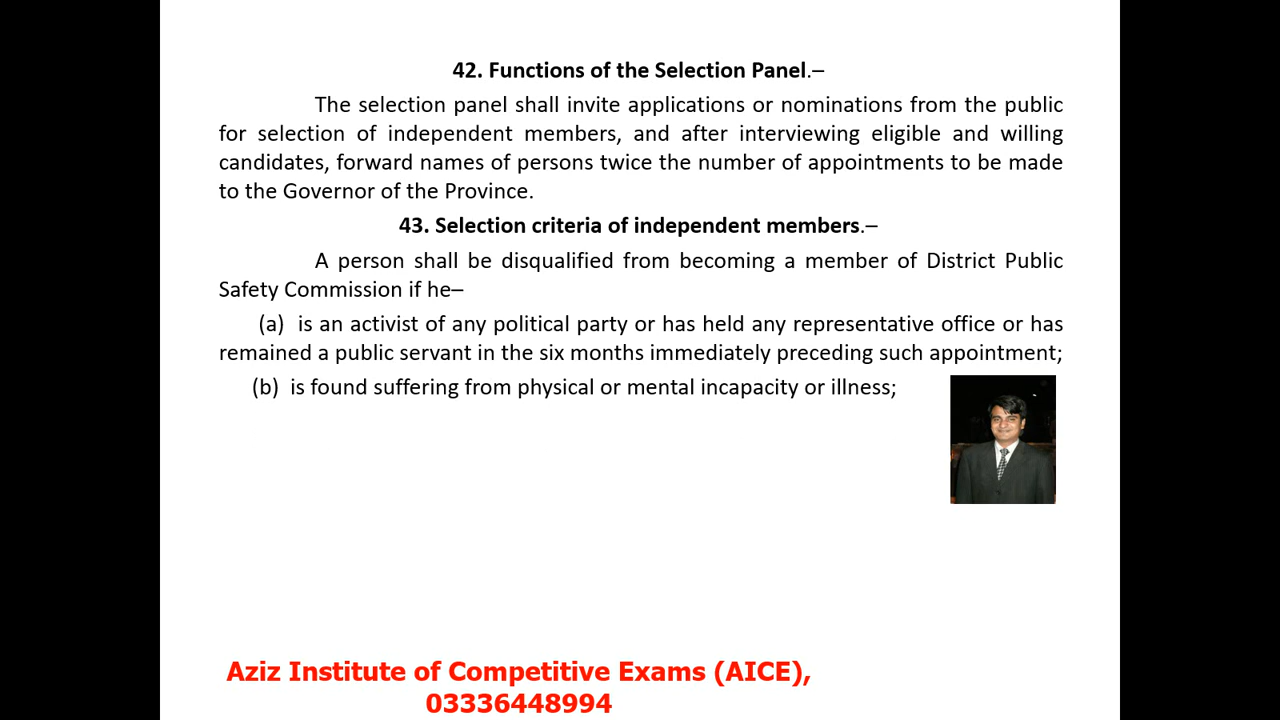 42. Functions of the Selection Panel.–
The selection panel shall invite applications or nominations from the public
for selection of independent members, and after interviewing eligible and willing
candidates, forward names of persons twice the number of appointments to be made
to the Governor of the Province.
43. Selection criteria of independent members.–
A person shall be disqualified from becoming a member of District Public
Safety Commission if he–
(a) is an activist of any political party or has held any representative office or has
remained a public servant in the six months immediately preceding such appointment;
(b) is found suffering from physical or mental incapacity or illness;
Aziz Institute of Competitive Exams (AICE),
03336448994